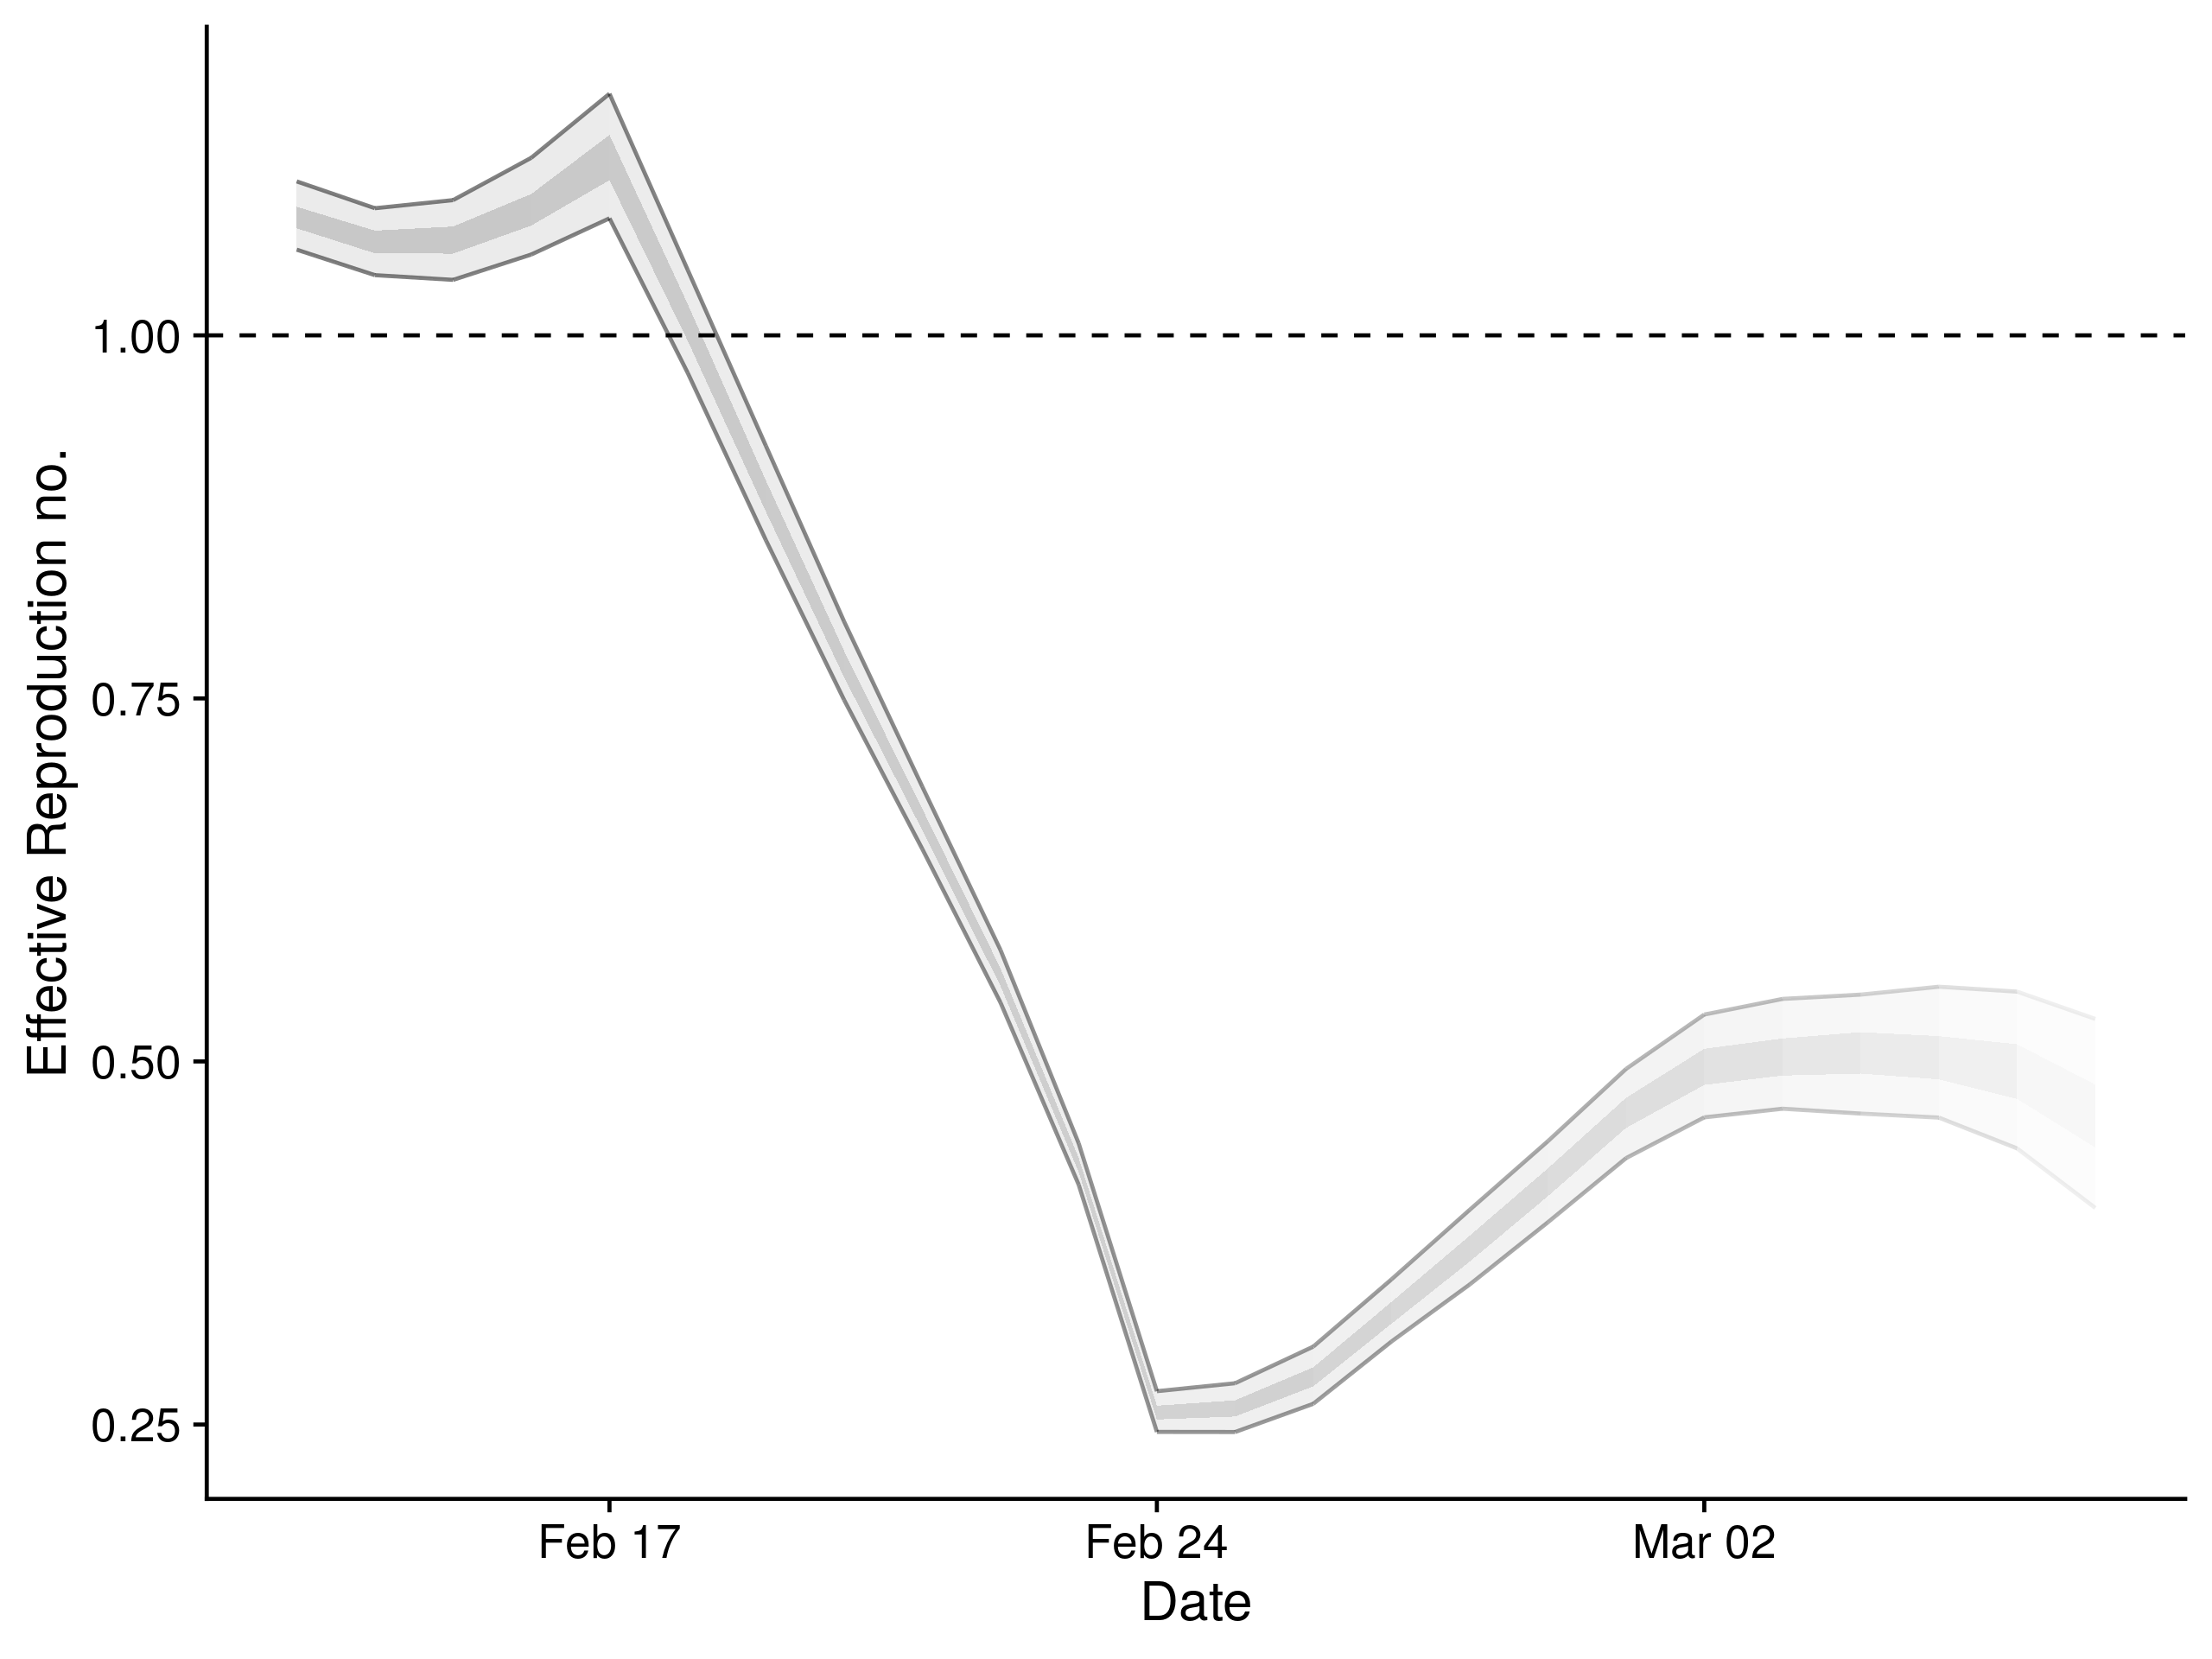 Effective Reproduction no.
1.00
0.75
0.50
0.25
Feb 17
Feb 24
Mar 02
Date